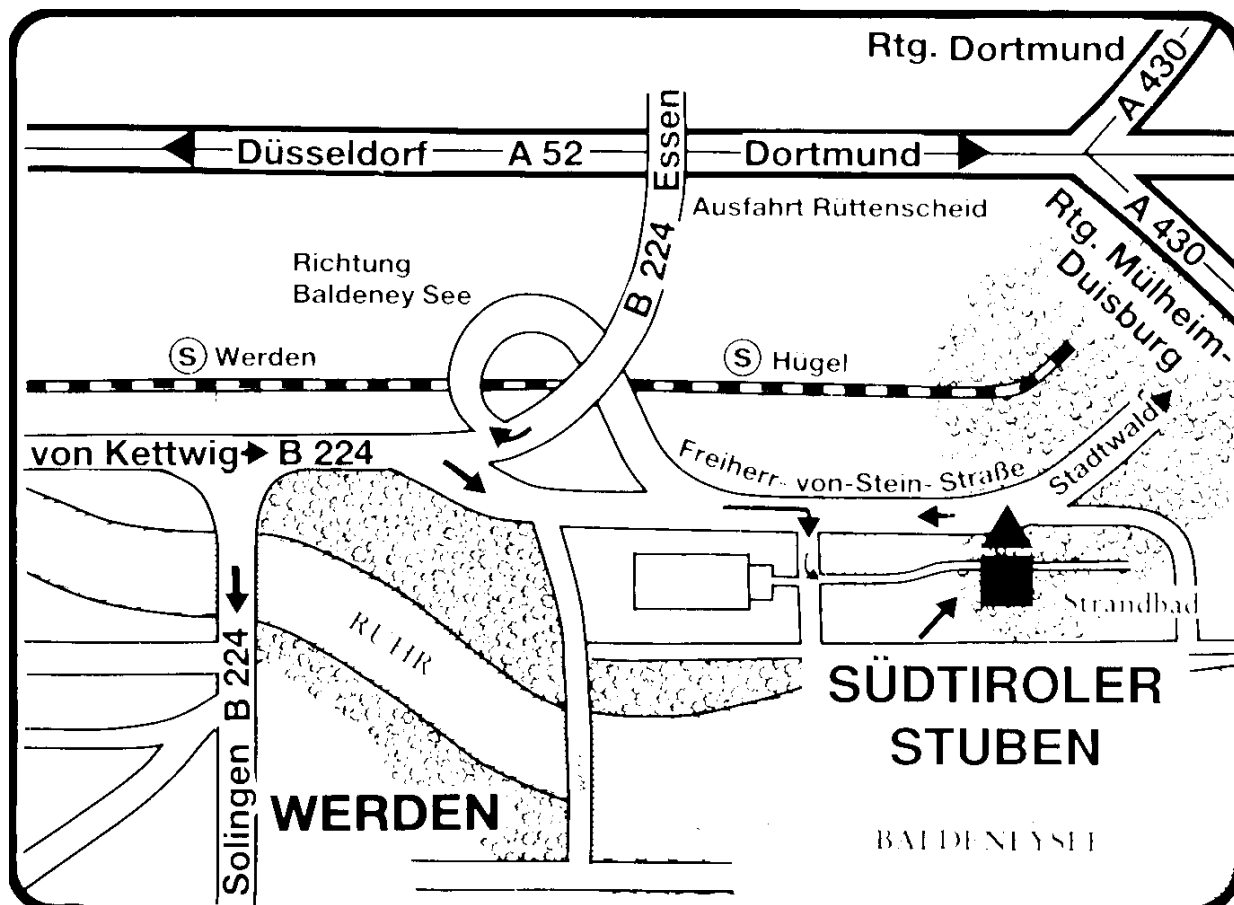 Rtg. Dortmund
A 430
Essen
Düsseldorf
A 52
Dortmund
Ausfahrt Rüttenscheid
A 430
Rtg. Mülheim-
Duisburg
B 224
Richtung
Baldeney See
S Werden
S Hügel
von Kettwig
B 224
Freiherr-von-Stein-Straße
Stadtwald
RUHR
Strandbad
B 224
Solingen
SÜDTIROLER
STUBEN
WERDEN
BALDENEYSEE